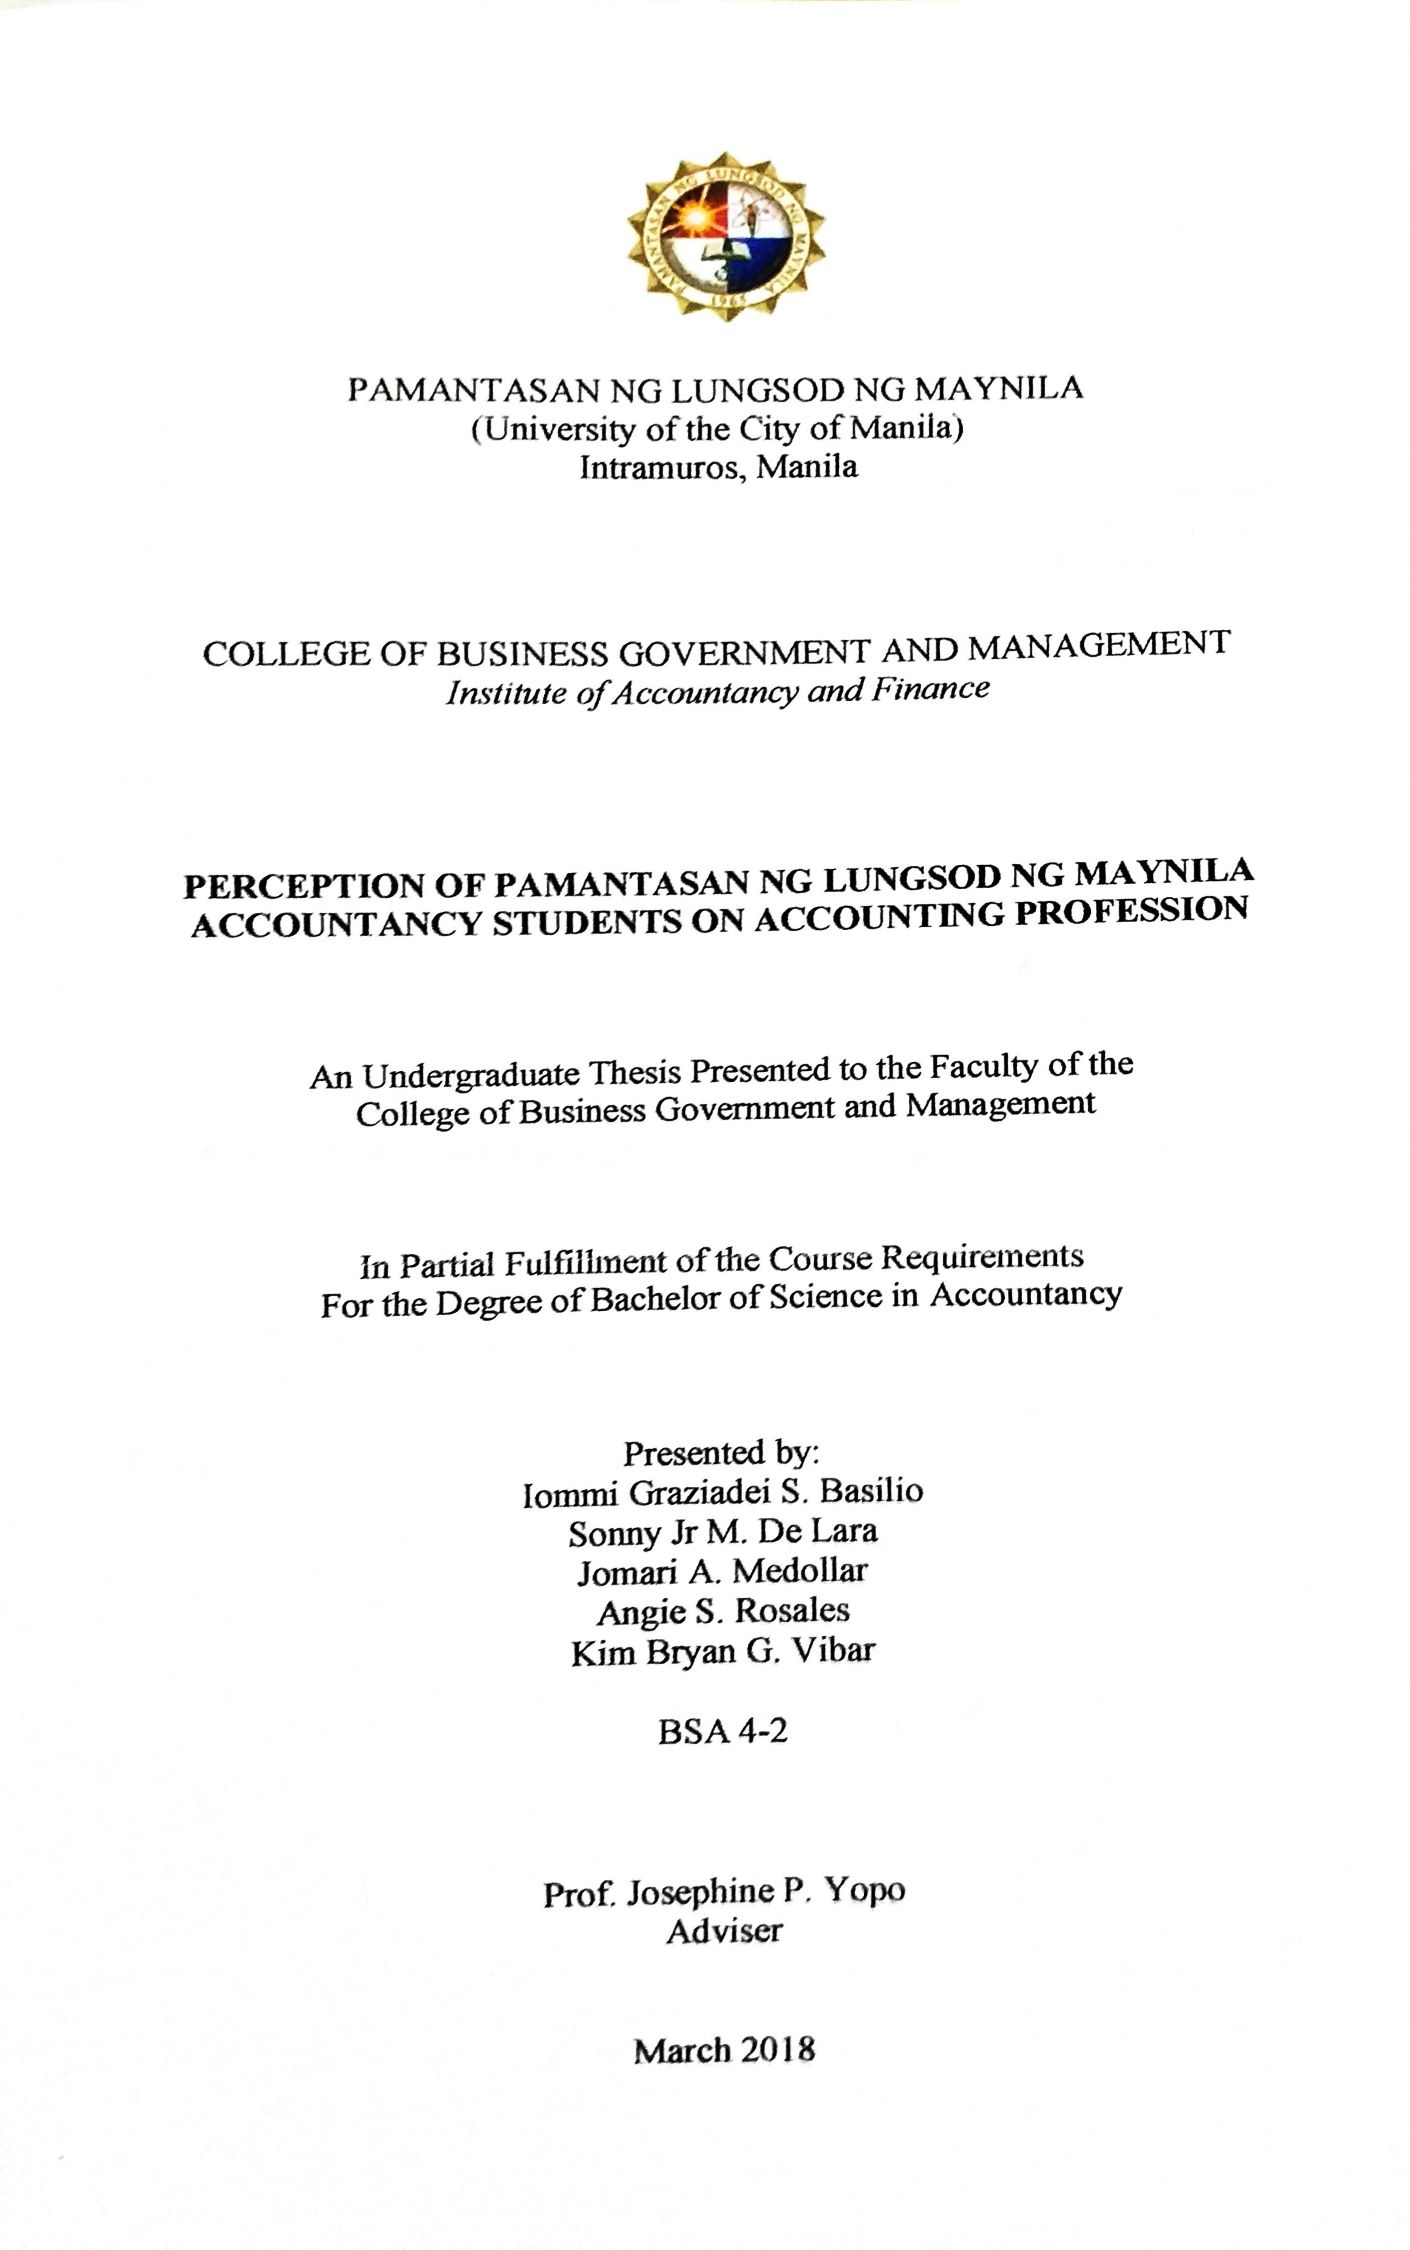 PAMANTASAN NG LUNGSOD NG MAYNILA
1965
PAMANTASAN NG LUNGSOD NG MAYNILA
(University of the City of Manila)
Intramuros, Manila
COLLEGE OF BUSINESS GOVERNMENT AND MANAGEMENT
Institute of Accountancy and Finance
PERCEPTION OF PAMANTASAN NG LUNGSOD NG MAYNILA
ACCOUNTANCY STUDENTS ON ACCOUNTING PROFESSION
An Undergraduate Thesis Presented to the Faculty of the
College of Business Government and Management
In Partial Fulfillment of the Course Requirements
For the Degree of Bachelor of Science in Accountancy
Presented by:
Iommi Graziadei S. Basilio
Sonny Jr M. De Lara
Jomari A. Medollar
Angie S. Rosales
Kim Bryan G. Vibar
BSA 4-2
Prof. Josephine P. Yopo
Adviser
March 2018